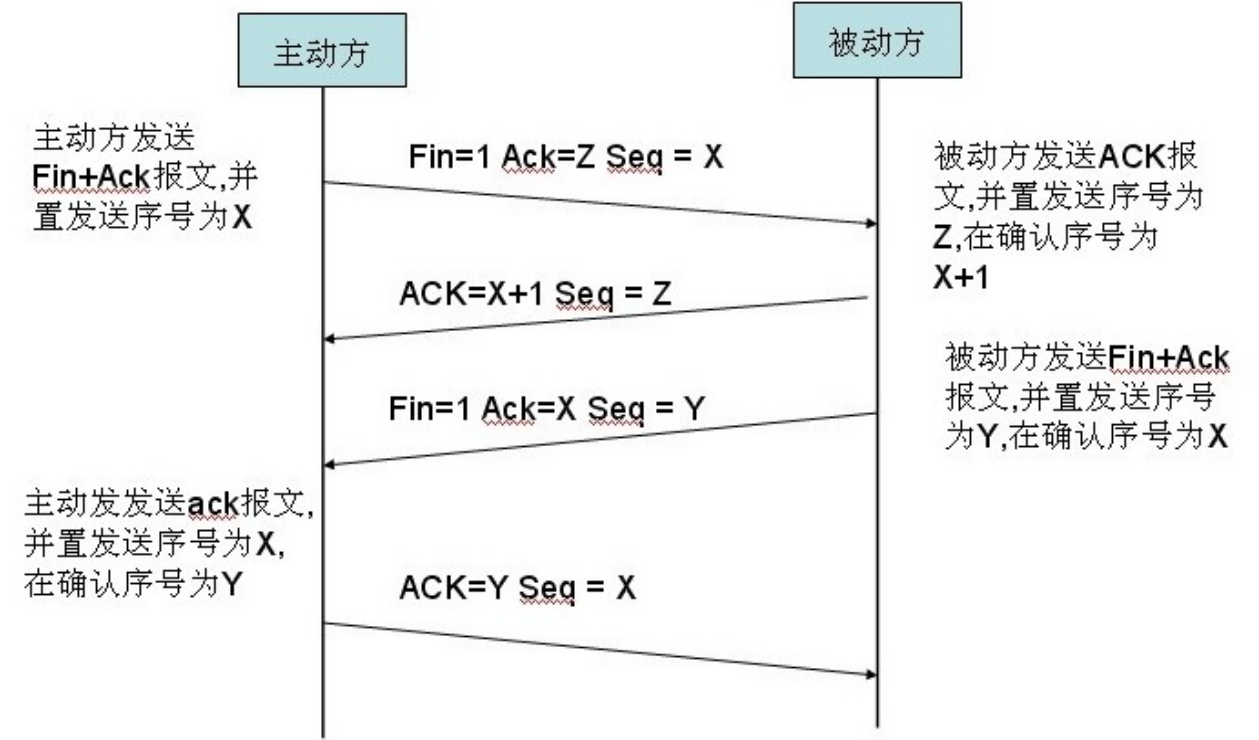 主动方
被动方
主动方发送
Fin+Ack报文,并
置发送序号为X
Fin=1 Ack=Z Seq = X
被动方发送ACK报
文,并置发送序号为
Z,在确认序号为
X+1
ACK=X+1 Seq = Z
被动方发送Fin+Ack
报文,并置发送序号
为Y,在确认序号为X
Fin=1 Ack=X Seq = Y
主动发发送ack报文,
并置发送序号为X,
在确认序号为Y
ACK=Y Seq = X